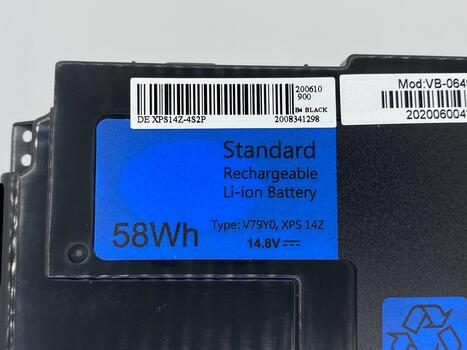 200610
900
B4 BLACK
DE XPS14Z-4S2P
2008341298
Mod:VB-064
20200600
Standard
Rechargeable
Li-ion Battery
Type: V79Y0, XPS 14Z
58Wh
14.8V